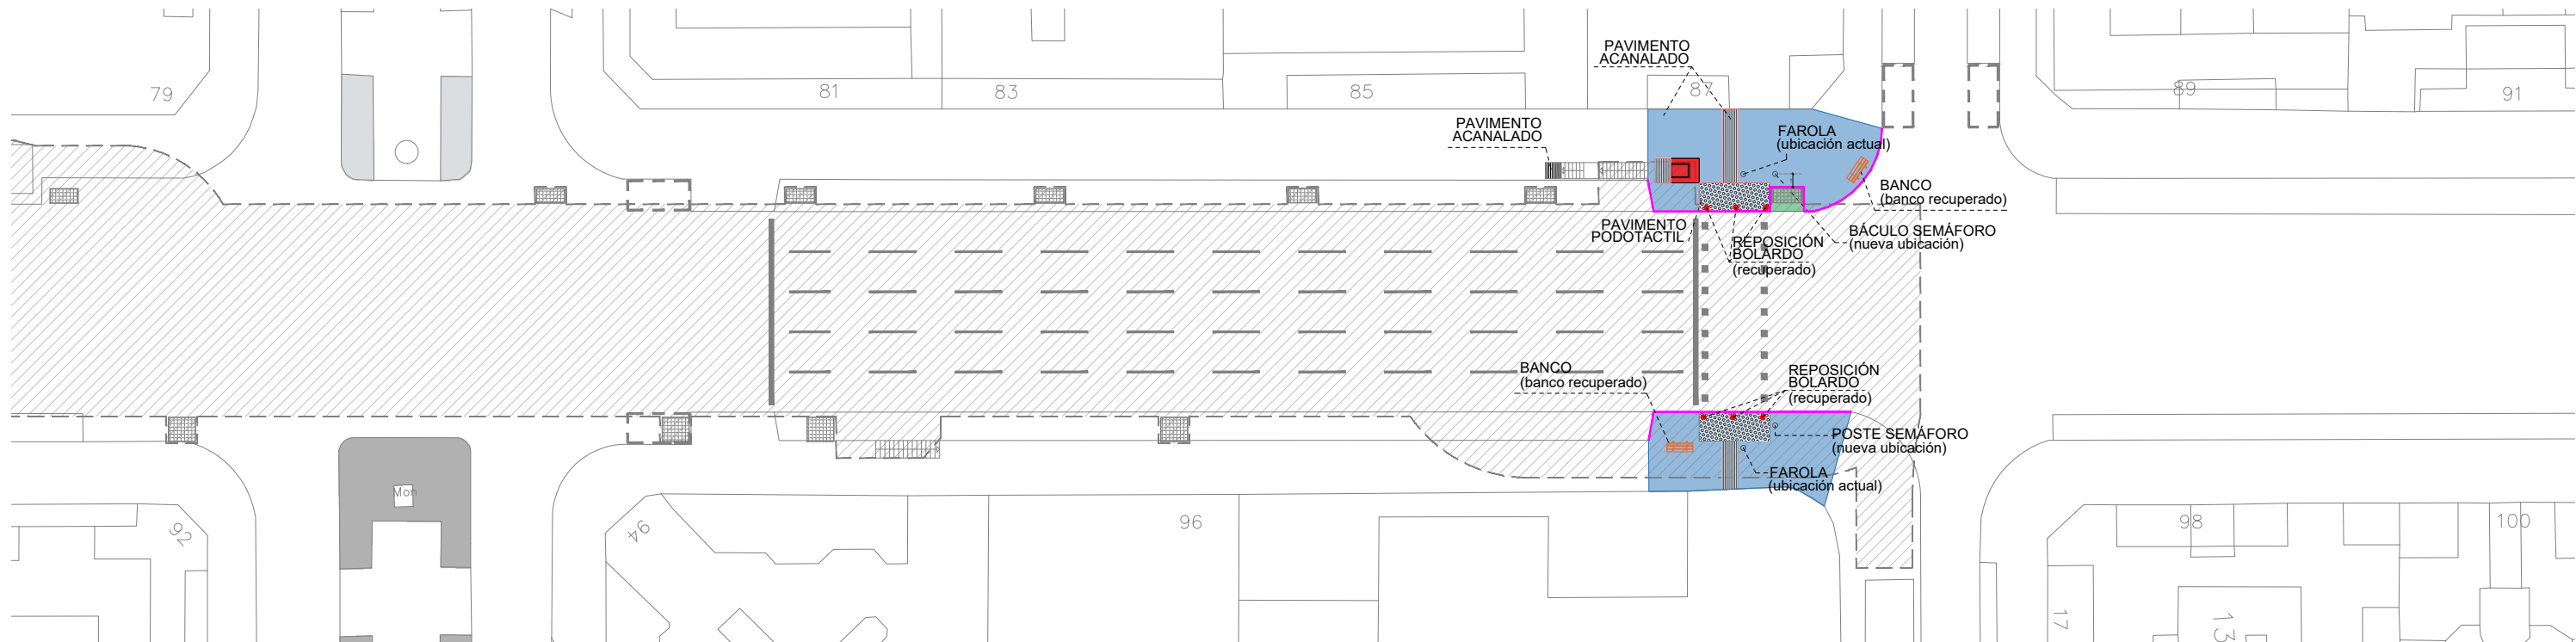 79
81
83
85
87
89
91
PAVIMENTO
ACANALADO
PAVIMENTO
ACANALADO
FAROLA
(ubicación actual)
BANCO
(banco recuperado)
PAVIMENTO
PODOTACTIL
REPOSICIÓN
BOLARDO
(recuperado)
BÁCULO SEMÁFORO
(nueva ubicación)
BANCO
(banco recuperado)
REPOSICIÓN
BOLARDO
(recuperado)
POSTE SEMÁFORO
(nueva ubicación)
FAROLA
(ubicación actual)
Mon
92
94
96
98
100
17
13